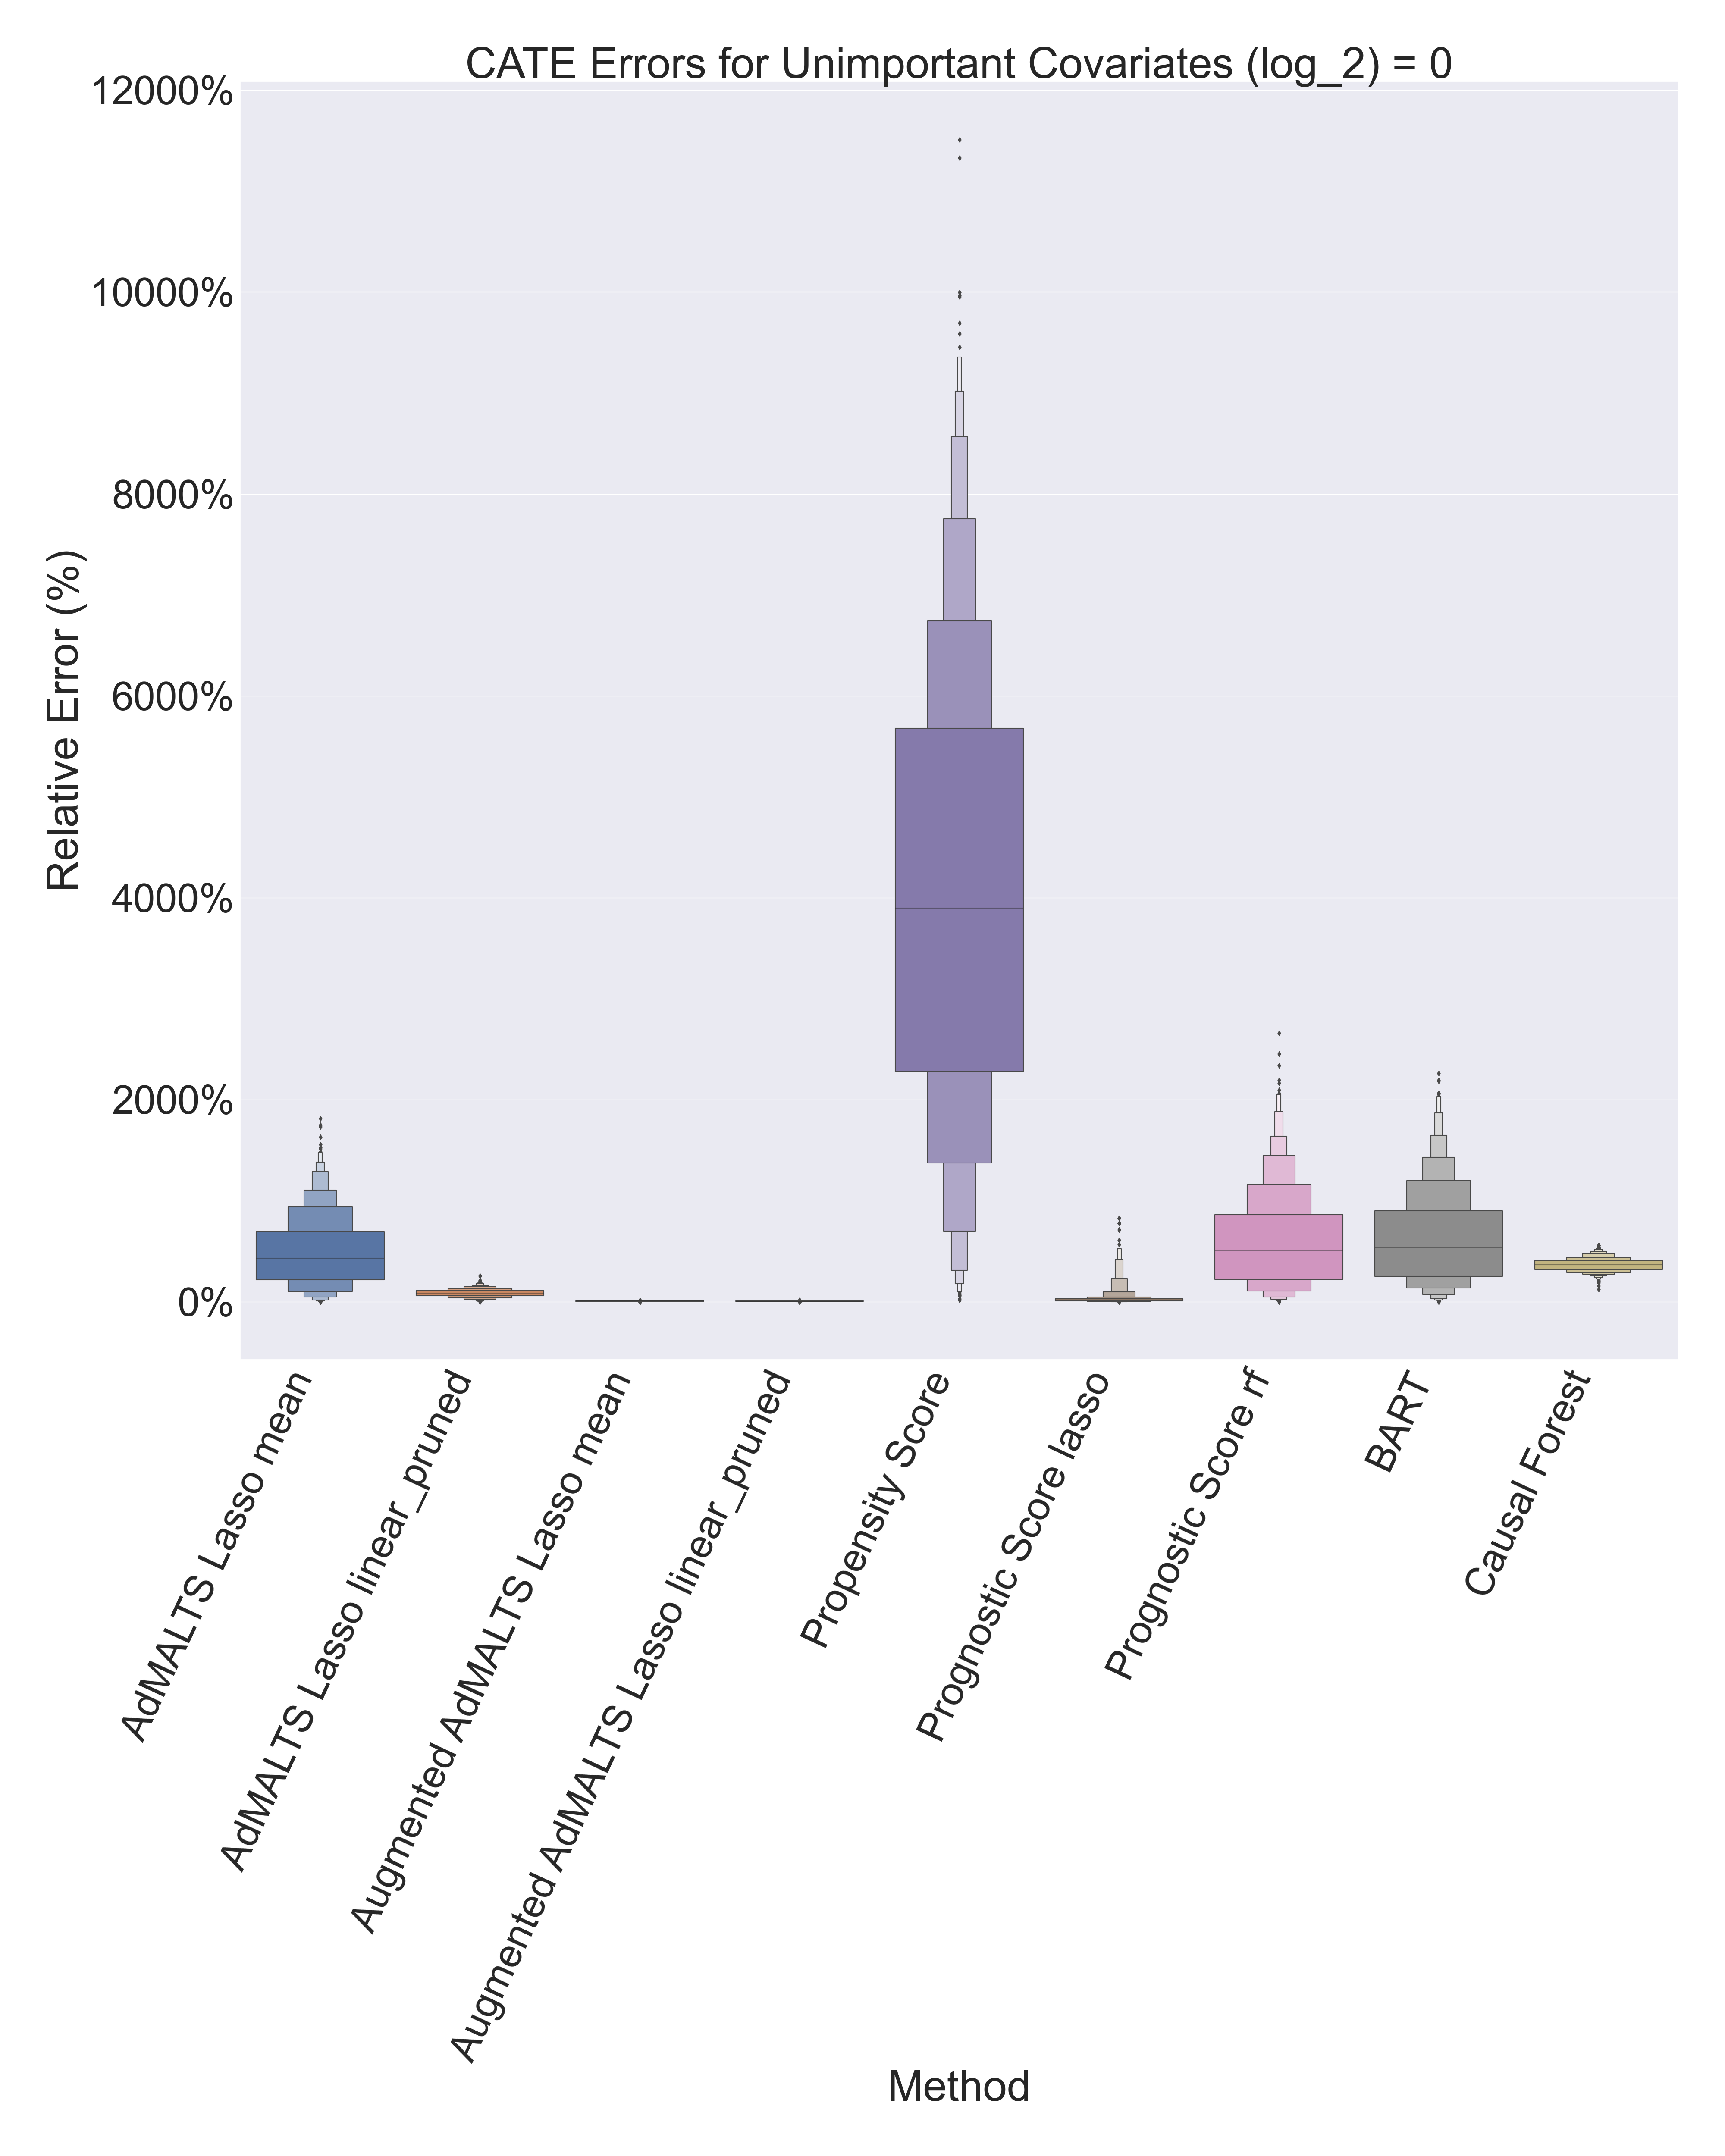 CATE Errors for Unimportant Covariates (log_2) = 0
12000%
10000%
8000%
6000%
4000%
2000%
0%
Relative Error (%)
AdMALTS Lasso mean
AdMALTS Lasso linear_pruned
Augmented AdMALTS Lasso mean
Augmented AdMALTS Lasso linear_pruned
Propensity Score
Prognostic Score lasso
Prognostic Score rf
BART
Causal Forest
Method